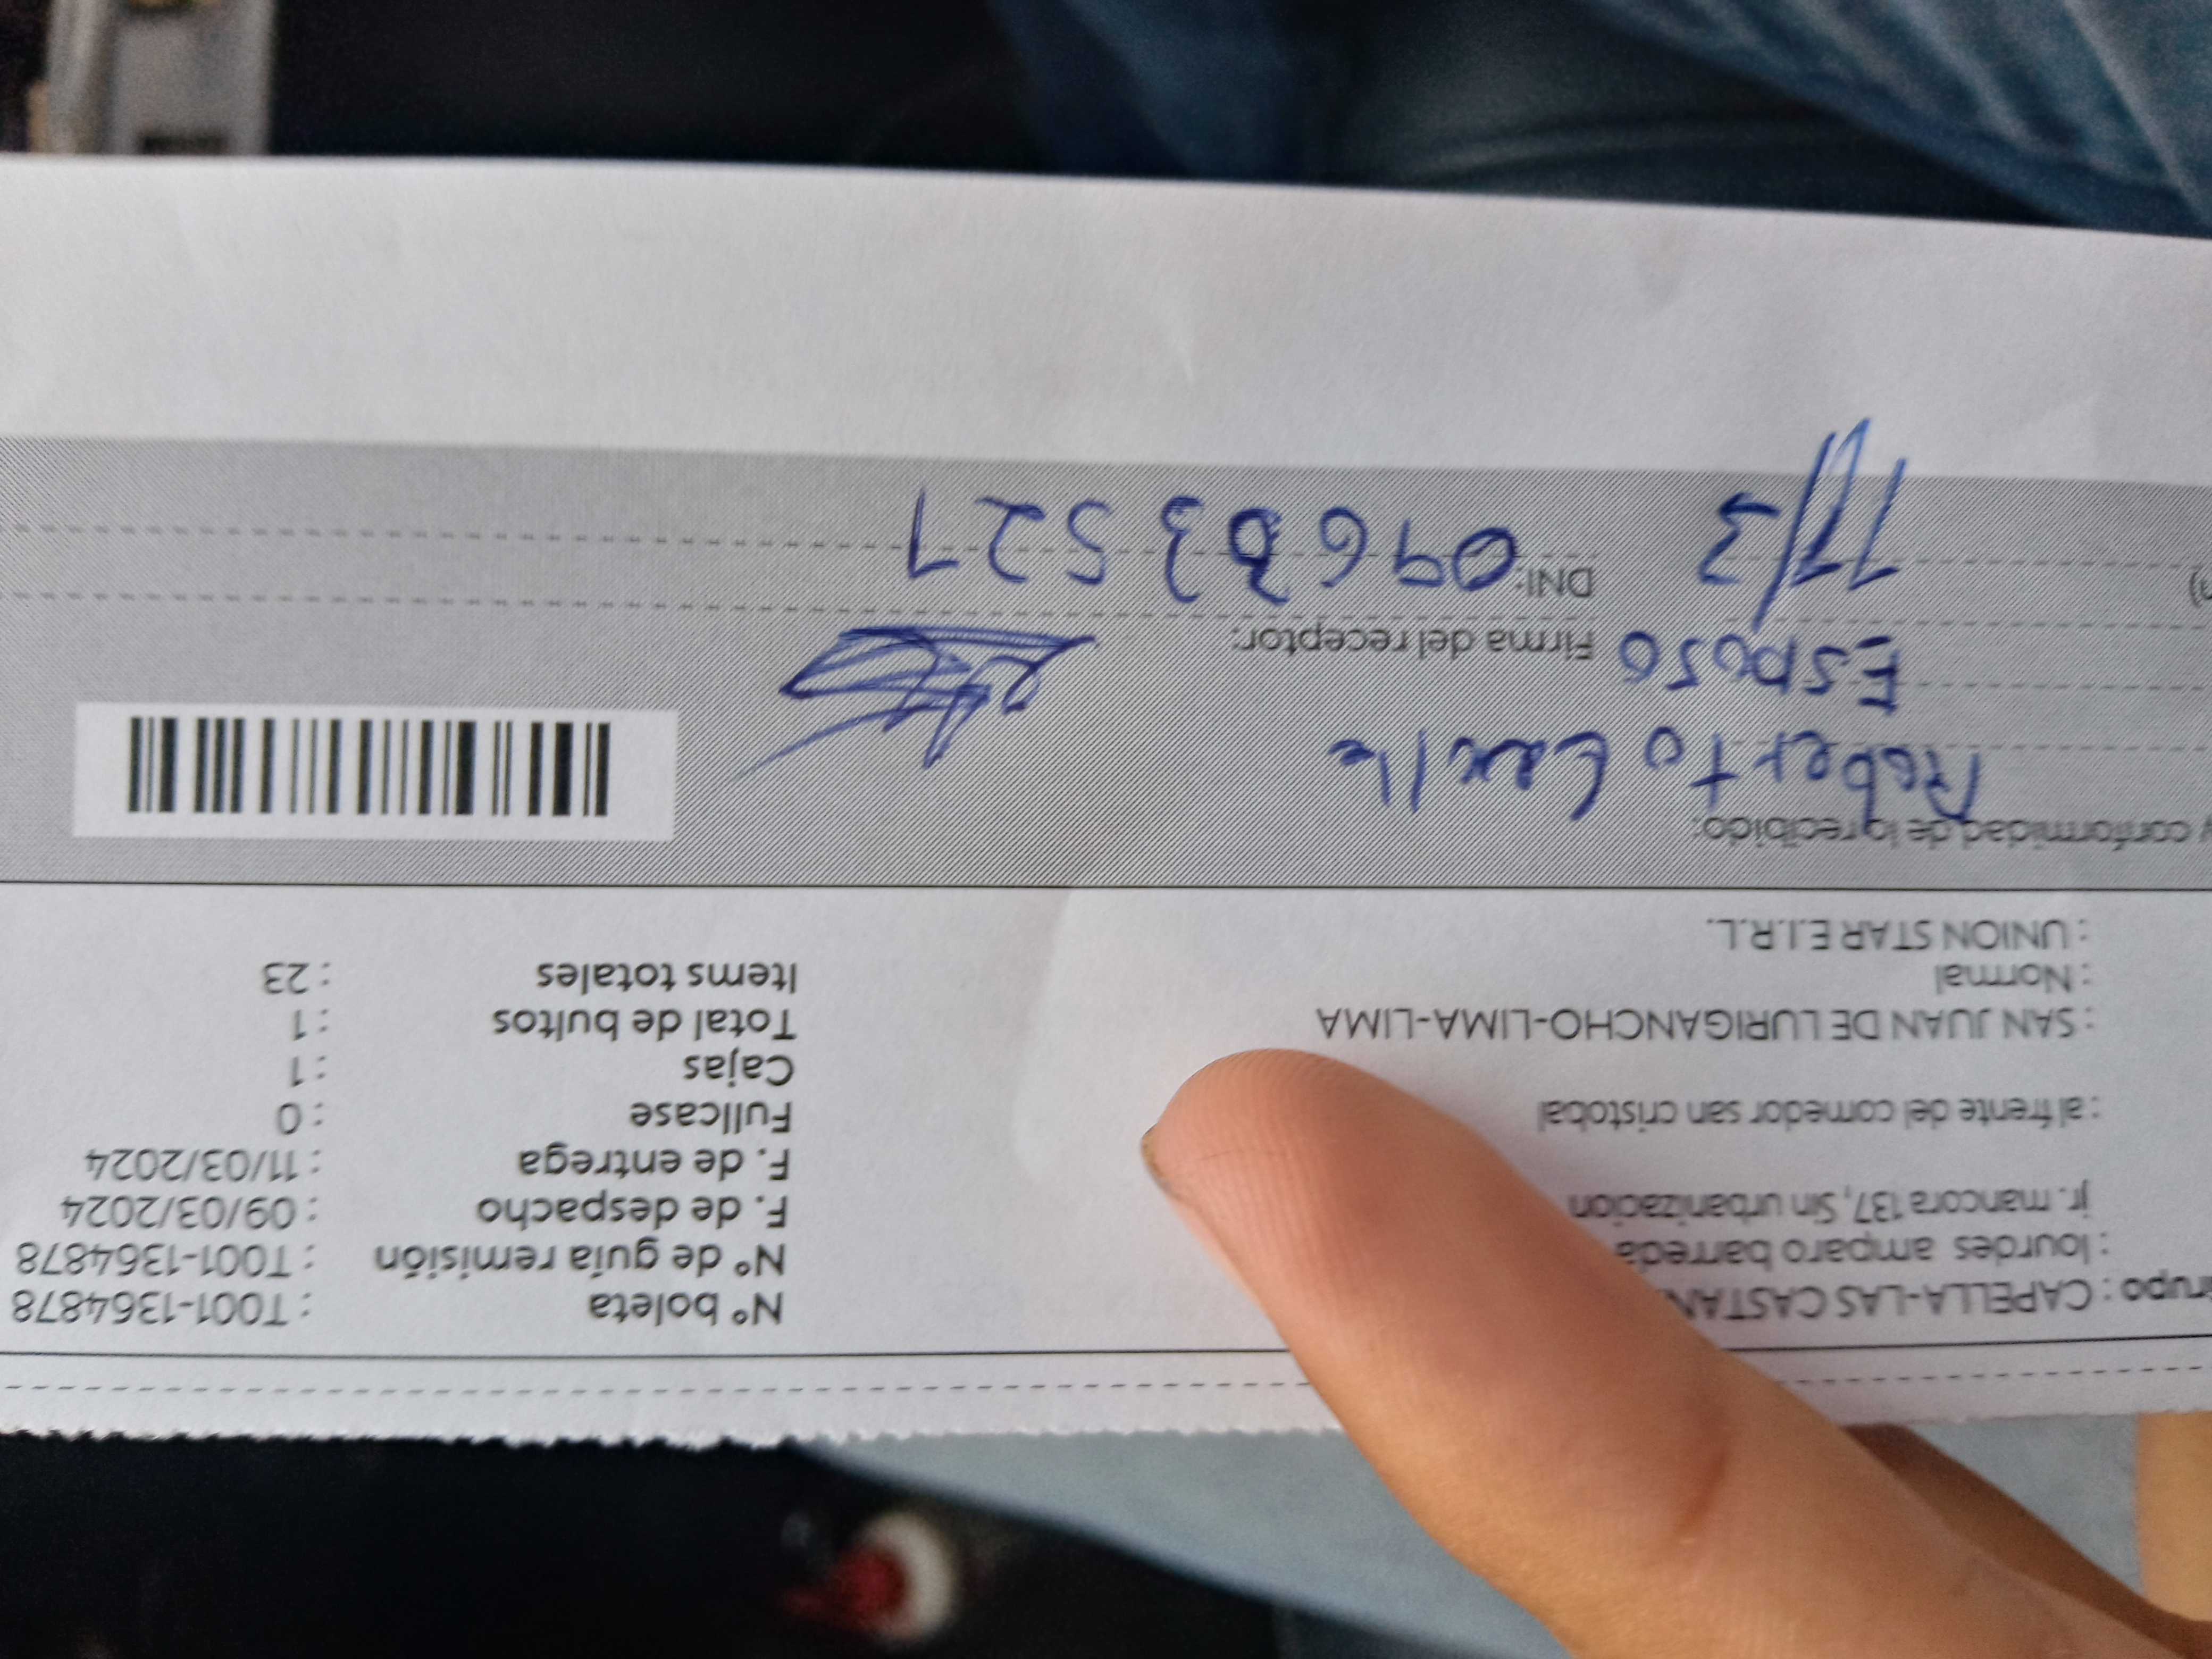 Grupo : CAPELLA-LAS CASTAN
: lourdes amparo barreda
jr. mancora 137, Sin urbanizacion
: al frente del comedor san cristobal
: SAN JUAN DE LURIGANCHO-LIMA-LIMA
: Normal
: UNION STAR E.I.R.L.
N° boleta : T001-1364878
N° de guía remisión : T001-1364878
F. de despacho : 09/03/2024
F. de entrega : 11/03/2024
Fullcase : 0
Cajas : 1
Total de bultos : 1
Items totales : 23
y conformidad de lo recibido:
Roberto
Esposo
Firma del receptor:
11/3
DNI: 09683527